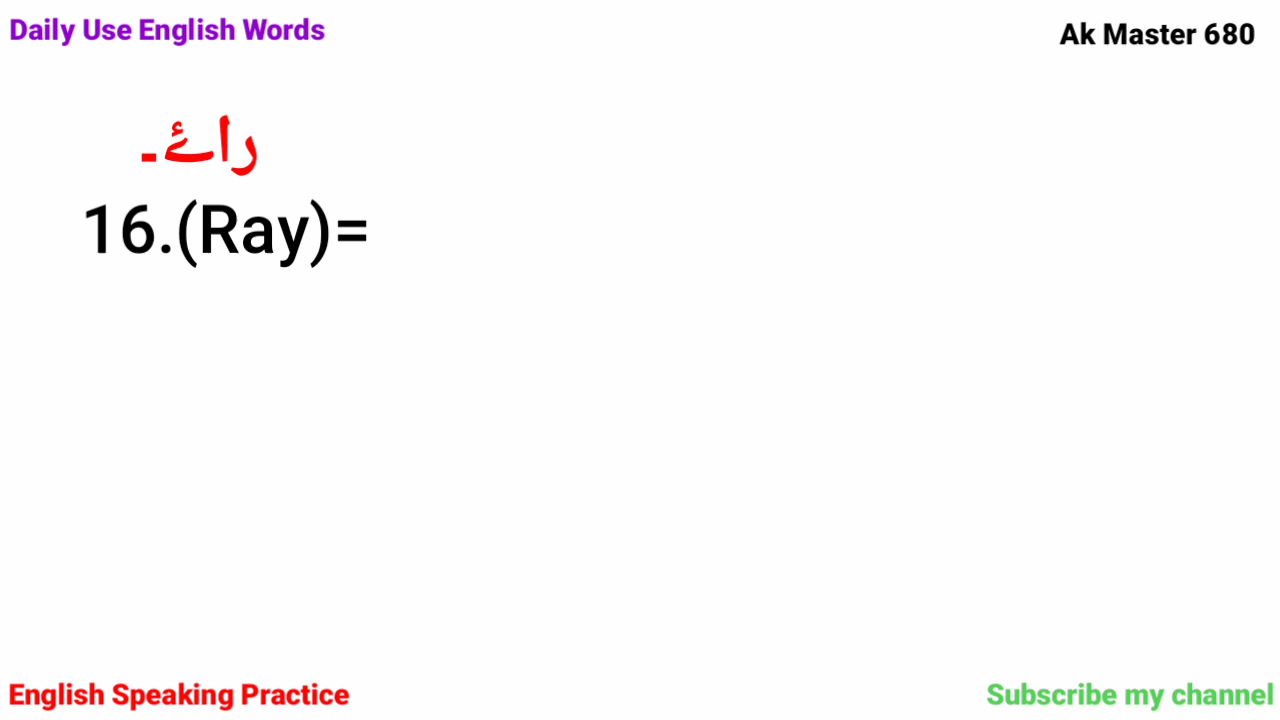 Daily Use English Words
Ak Master 680
رائے۔
16.(Ray)=
English Speaking Practice
Subscribe my channel